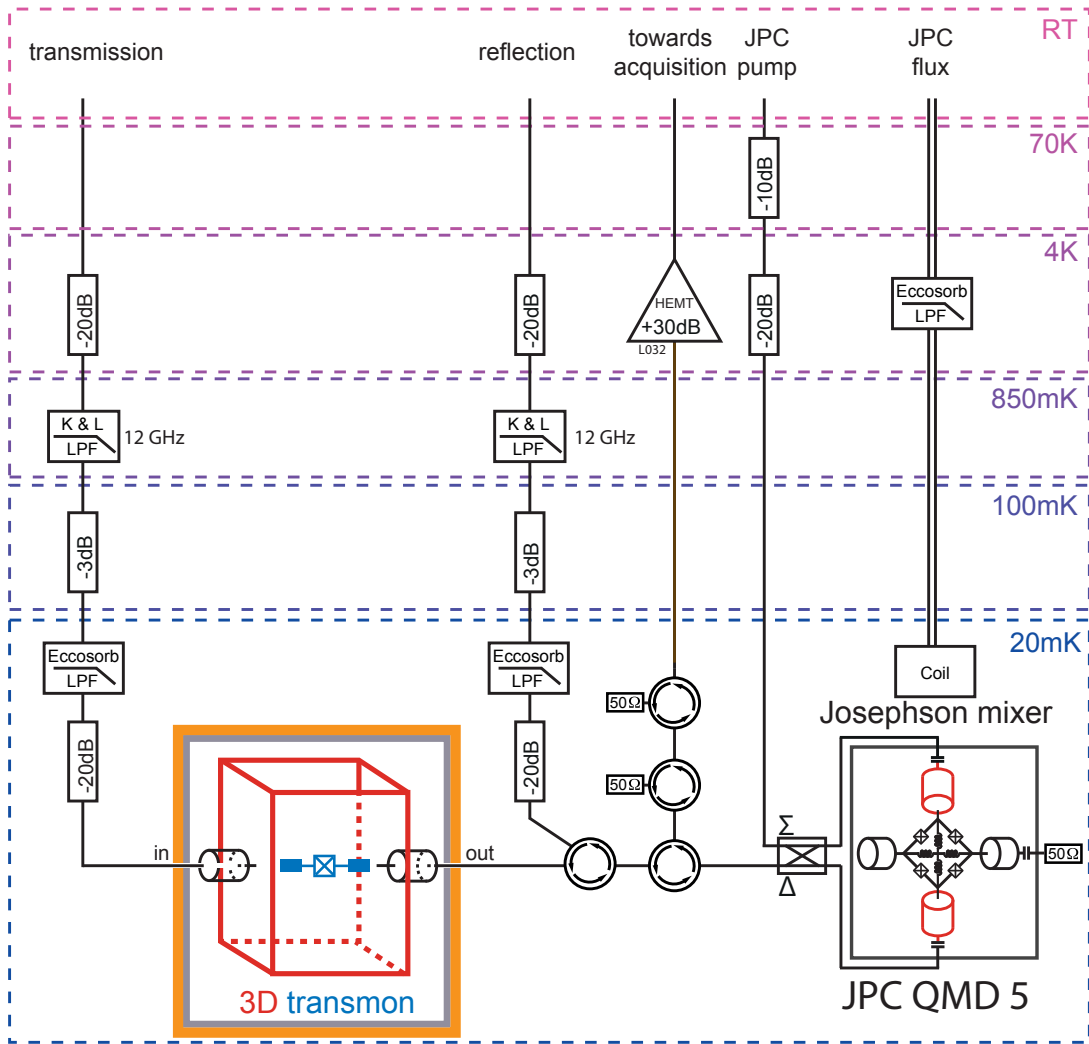 RT
transmission
reflection
towards
acquisition
JPC
pump
JPC
flux
70K
-10dB
4K
-20dB
-20dB
HEMT
+30dB
L032
-20dB
Eccosorb
LPF
850mK
K & L
LPF
12 GHz
K & L
LPF
12 GHz
100mK
-3dB
-3dB
20mK
Eccosorb
LPF
Eccosorb
LPF
Coil
50Ω
Josephson mixer
-20dB
-20dB
50Ω
Σ
in
out
50Ω
Δ
3D transmon
JPC QMD 5